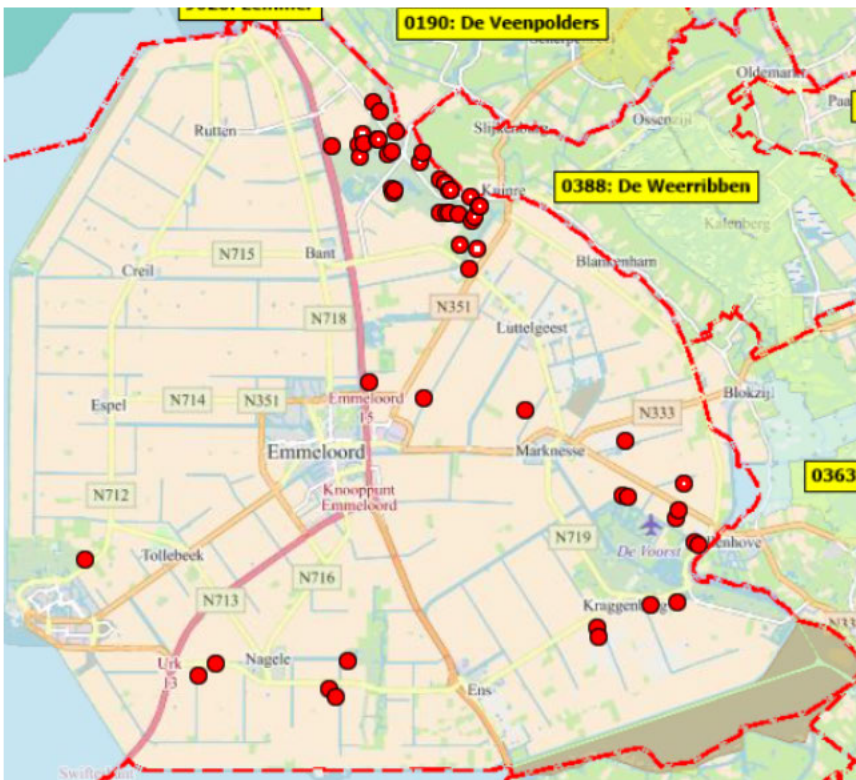 0190: De Veenpolders
Oldemarkt
Rutten
Slijkenburg
Ossenzijl
Kuinre
0388: De Weerribben
Kalenberg
N715
Bant
Creil
Blankenham
N351
N718
Luttelgeest
Blokzijl
Espel
N714
N351
Emmeloord
15
N333
Emmeloord
Marknesse
0363
Knooppunt
Emmeloord
N712
Tollebeek
N719
De Voorst
N716
N713
Kraggenburg
Nagele
Urk
13
Ens